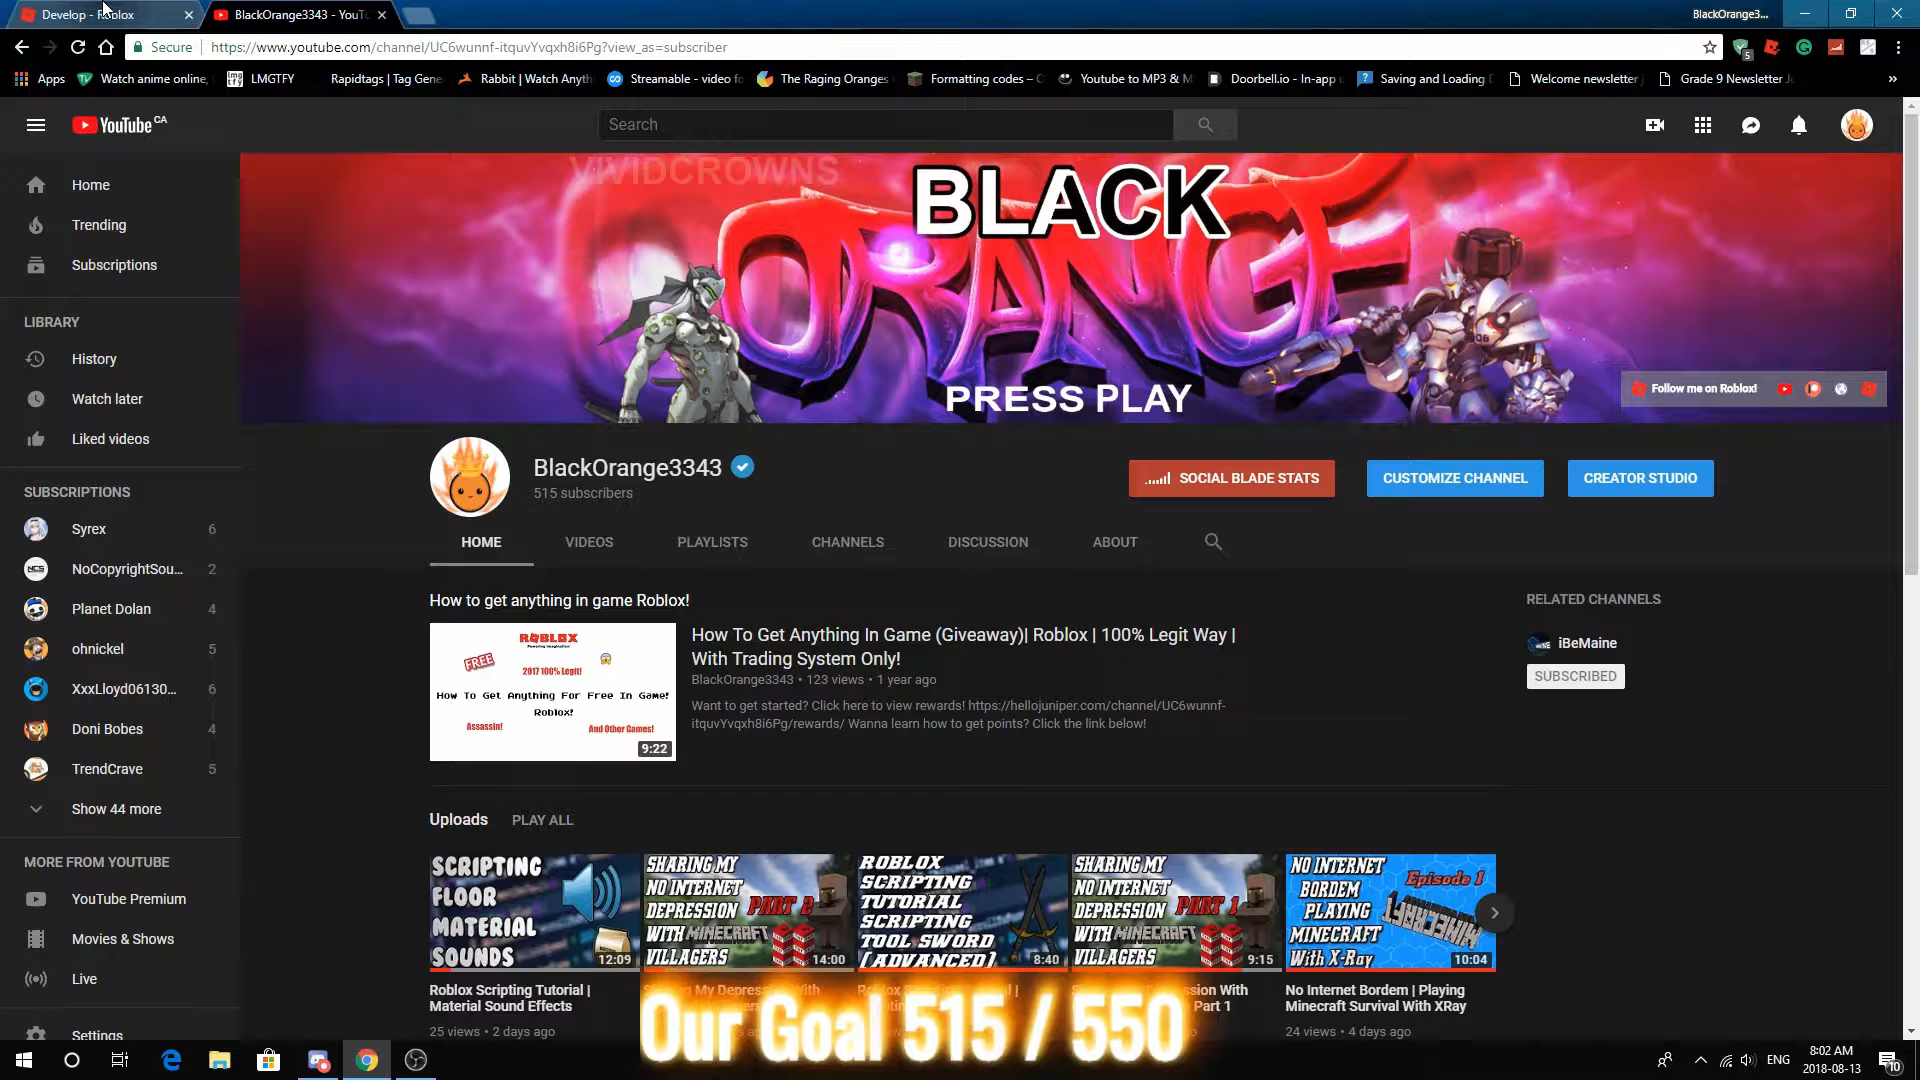 Develop - Roblox
BlackOrange3343 - YouTu
BlackOrange3...
Secure
https://www.youtube.com/channel/UC6wunnf-itquvYvqxh8i6Pg?view_as=subscriber
5
Apps
Watch anime online,
LMGTFY
Rapidtags | Tag Gene
Rabbit | Watch Anyth
Streamable - video fo
The Raging Oranges
Formatting codes – C
Youtube to MP3 & M
Doorbell.io - In-app u
Saving and Loading D
Welcome newsletter
Grade 9 Newsletter Ju
»
YouTube CA
Search
Home
Trending
Subscriptions
LIBRARY
History
Watch later
Liked videos
SUBSCRIPTIONS
Syrex 6
NoCopyrightSou... 2
Planet Dolan 4
ohnickel 5
XxxLloyd06130... 6
Doni Bobes 4
TrendCrave 5
Show 44 more
MORE FROM YOUTUBE
YouTube Premium
Movies & Shows
Live
Settings
VIVIDCROWNS
BLACK
ORANGE
PRESS PLAY
Follow me on Roblox!
BlackOrange3343
515 subscribers
SOCIAL BLADE STATS
CUSTOMIZE CHANNEL
CREATOR STUDIO
HOME
VIDEOS
PLAYLISTS
CHANNELS
DISCUSSION
ABOUT
How to get anything in game Roblox!
ROBLOX
Powering Imagination
FREE
2017 100% Legit!
How To Get Anything For Free In Game!
Roblox!
Assassin!
And Other Games!
9:22
How To Get Anything In Game (Giveaway)| Roblox | 100% Legit Way |
With Trading System Only!
BlackOrange3343 • 123 views • 1 year ago
Want to get started? Click here to view rewards! https://hellojuniper.com/channel/UC6wunnf-
itquvYvqxh8i6Pg/rewards/ Wanna learn how to get points? Click the link below!
RELATED CHANNELS
iBeMaine
SUBSCRIBED
Uploads
PLAY ALL
SCRIPTING
FLOOR
MATERIAL
SOUNDS
12:09
SHARING MY
NO INTERNET
DEPRESSION PART 2
WITH MINECRAFT
VILLAGERS
14:00
ROBLOX
SCRIPTING
TUTORIAL
SCRIPTING
TOOL SWORD
[ADVANCED]
8:40
SHARING MY
NO INTERNET
DEPRESSION PART 1
WITH MINECRAFT
VILLAGERS
9:15
NO INTERNET
BORDEM Episode 1
PLAYING
MINECRAFT
With X-Ray
MINECRAFT
10:04
Roblox Scripting Tutorial |
Material Sound Effects
25 views • 2 days ago
My Depression With
Part 1
No Internet Bordem | Playing
Minecraft Survival With XRay
24 views • 4 days ago
Our Goal 515 / 550
ENG
8:02 AM
2018-08-13
10